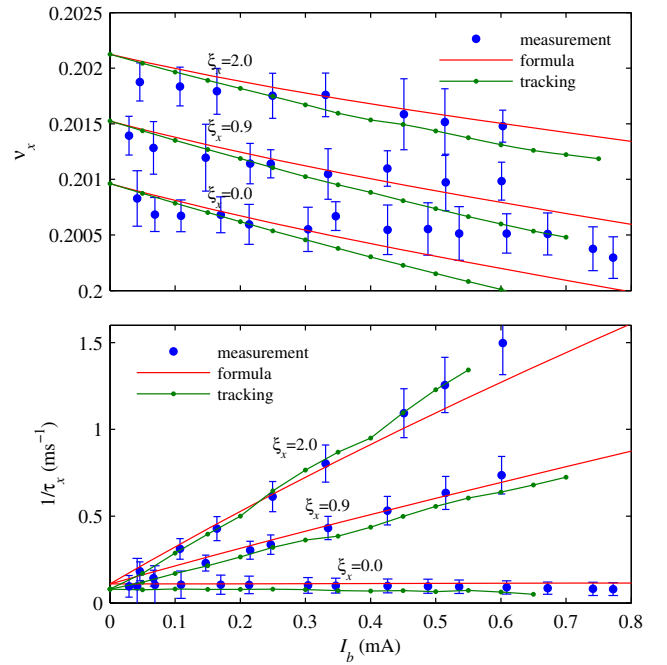 0.2025
0.202
0.2015
0.201
0.2005
0.2
ν_x
ξ_x=2.0
ξ_x=0.9
ξ_x=0.0
measurement
formula
tracking
1.5
1
0.5
0
1/τ_x (ms⁻¹)
measurement
formula
tracking
ξ_x=2.0
ξ_x=0.9
ξ_x=0.0
0 0.1 0.2 0.3 0.4 0.5 0.6 0.7 0.8
I_b (mA)